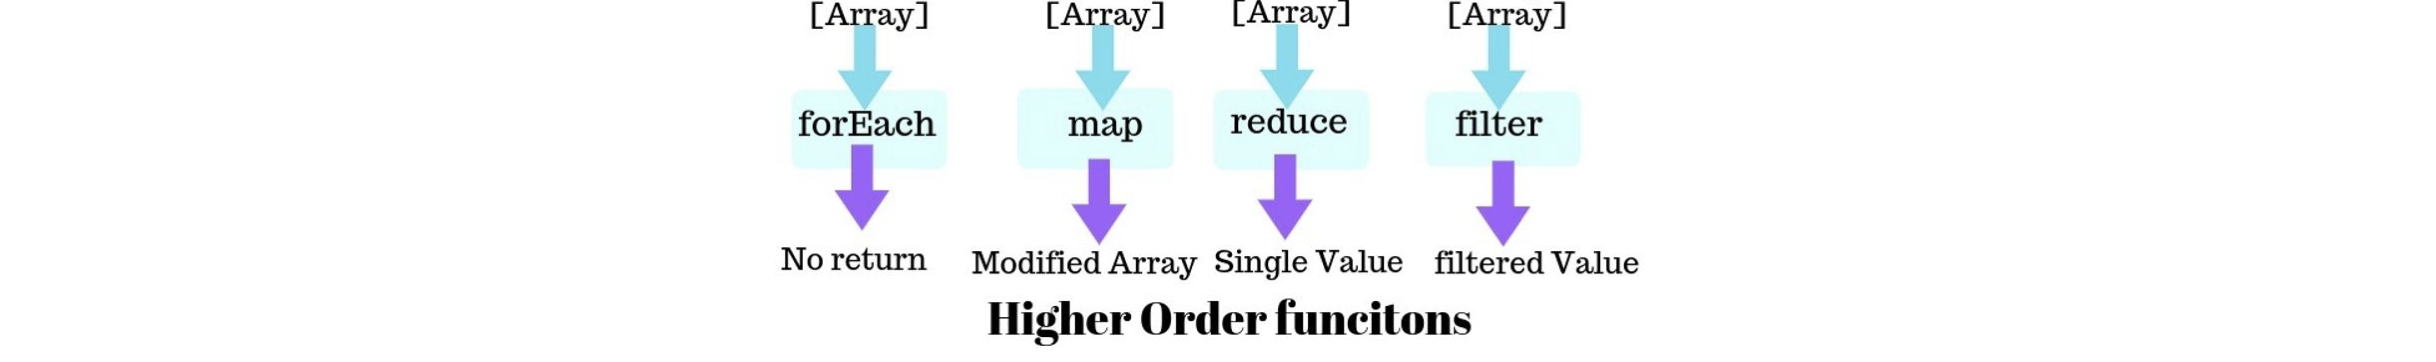 [Array] [Array] [Array] [Array]
forEach map reduce filter
No return Modified Array Single Value filtered Value
Higher Order funcitons